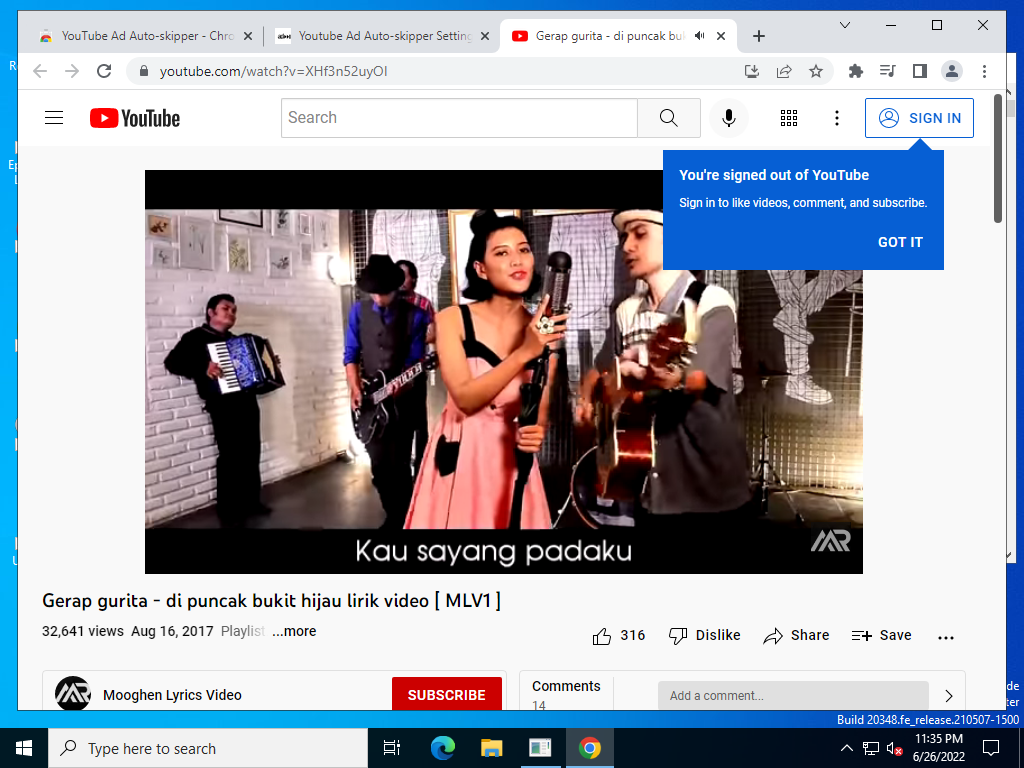 YouTube Ad Auto-skipper - Chro
Youtube Ad Auto-skipper Setting
Gerap gurita - di puncak buki
youtube.com/watch?v=XHf3n52uyOI
YouTube
Search
SIGN IN
You're signed out of YouTube
Sign in to like videos, comment, and subscribe.
GOT IT
Kau sayang padaku
MR
Gerap gurita - di puncak bukit hijau lirik video [ MLV1 ]
32,641 views Aug 16, 2017 Playlist ...more
316 Dislike Share Save
Mooghen Lyrics Video
SUBSCRIBE
Comments
14
Add a comment...
Build 20348.fe_release.210507-1500
Type here to search
11:35 PM
6/26/2022